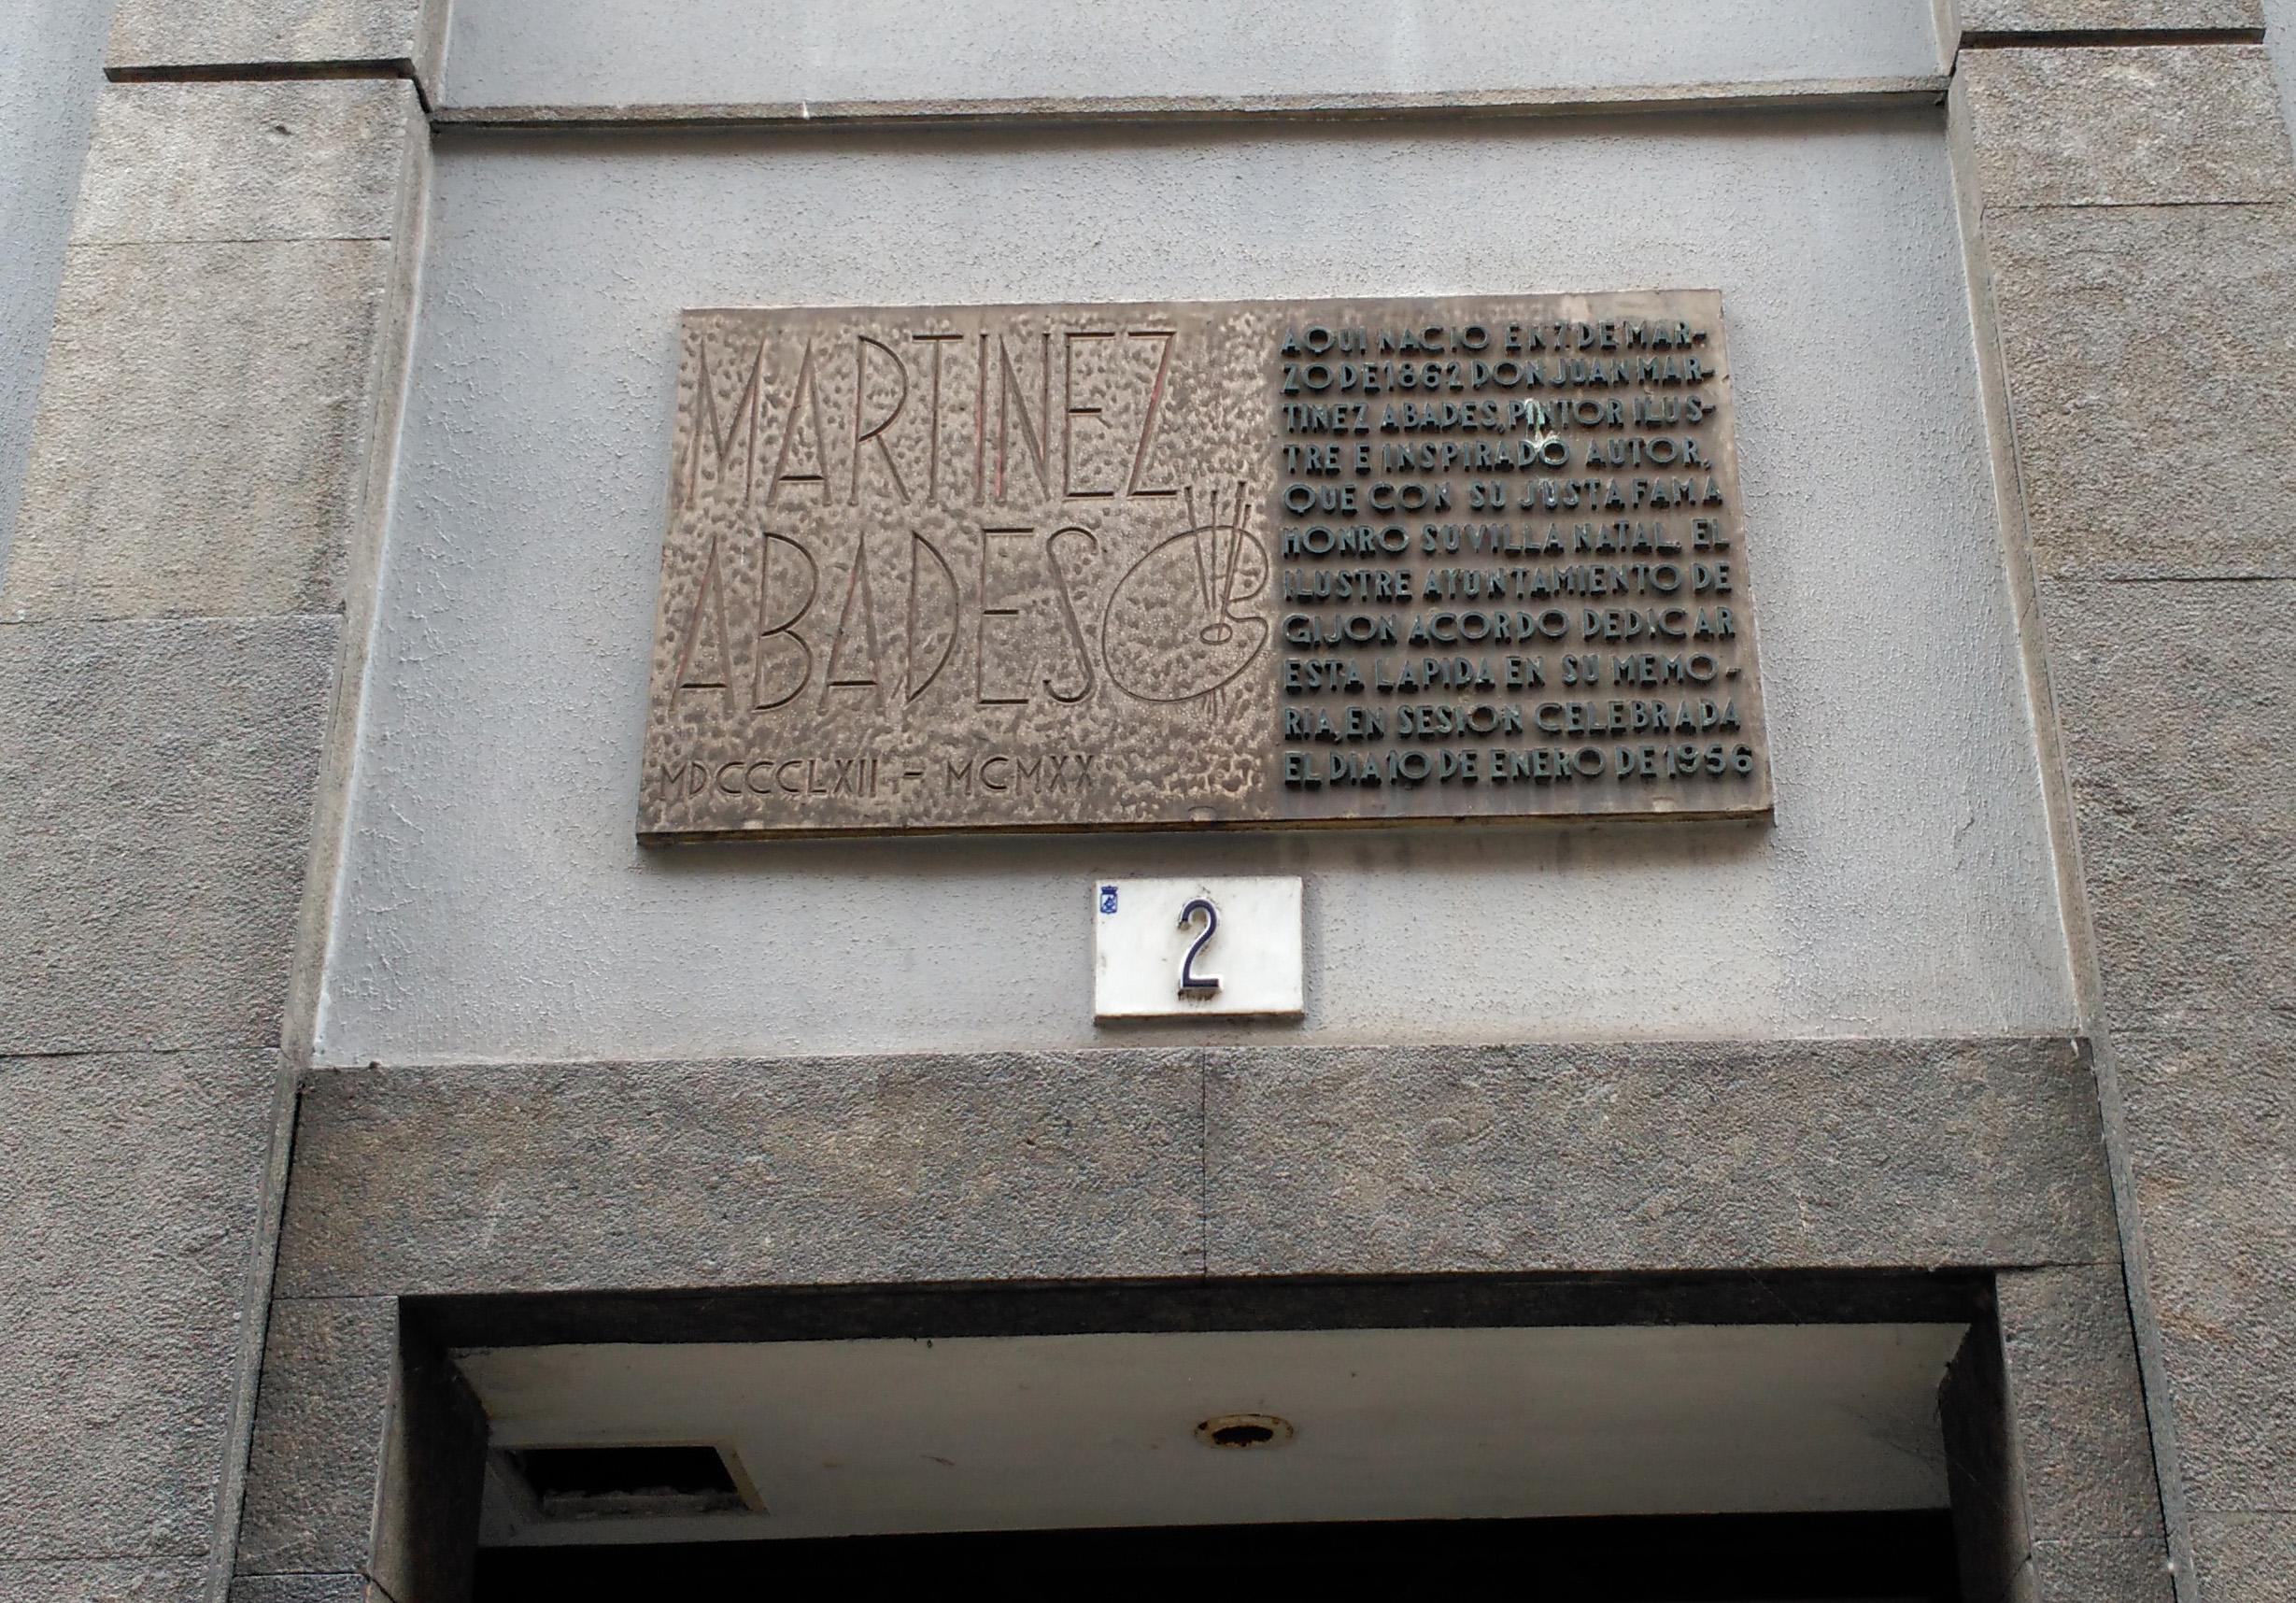 MARTINEZ
ABADES
MDCCCLXII - MCMXX
AQUI NACIO EN 7 DE MAR-
ZO DE 1862 DON JUAN MAR-
TINEZ ABADES, PINTOR ILUS-
TRE E INSPIRADO AUTOR,
QUE CON SU JUSTA FAMA
HONRO SU VILLA NATAL. EL
ILUSTRE AYUNTAMIENTO DE
GIJON ACORDO DEDICAR
ESTA LAPIDA EN SU MEMO-
RIA, EN SESION CELEBRADA
EL DIA 10 DE ENERO DE 1956
2